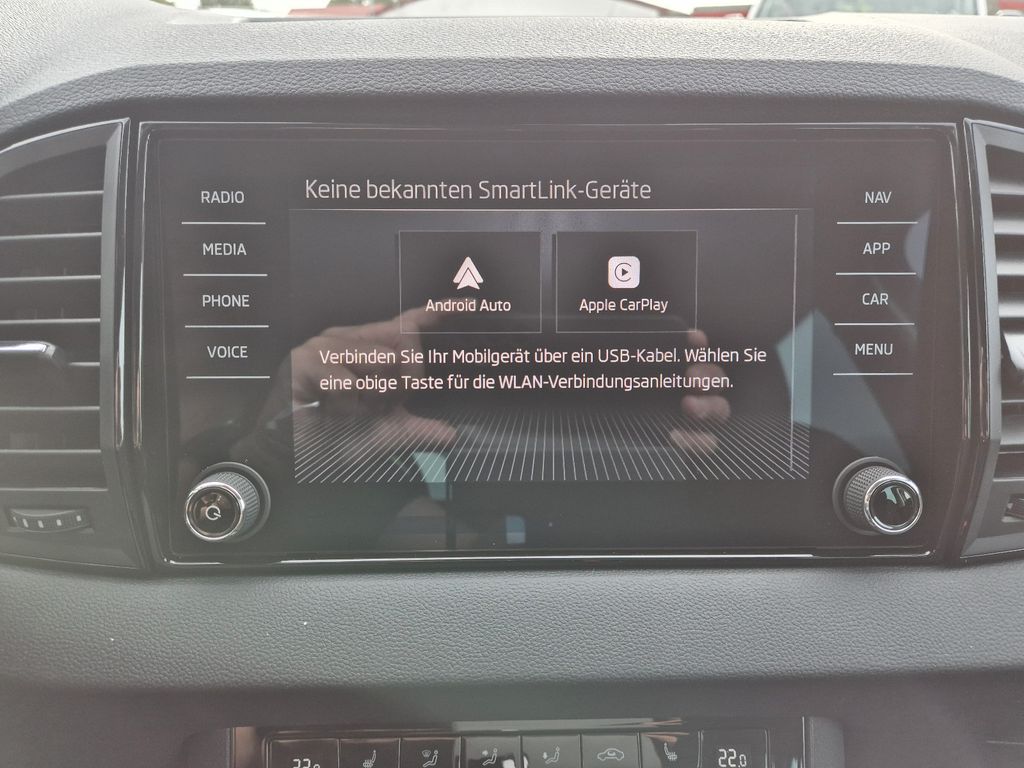 Keine bekannten SmartLink-Geräte
RADIO
MEDIA
PHONE
VOICE
Android Auto
Apple CarPlay
Verbinden Sie Ihr Mobilgerät über ein USB-Kabel. Wählen Sie
eine obige Taste für die WLAN-Verbindungsanleitungen.
NAV
APP
CAR
MENU
22.0